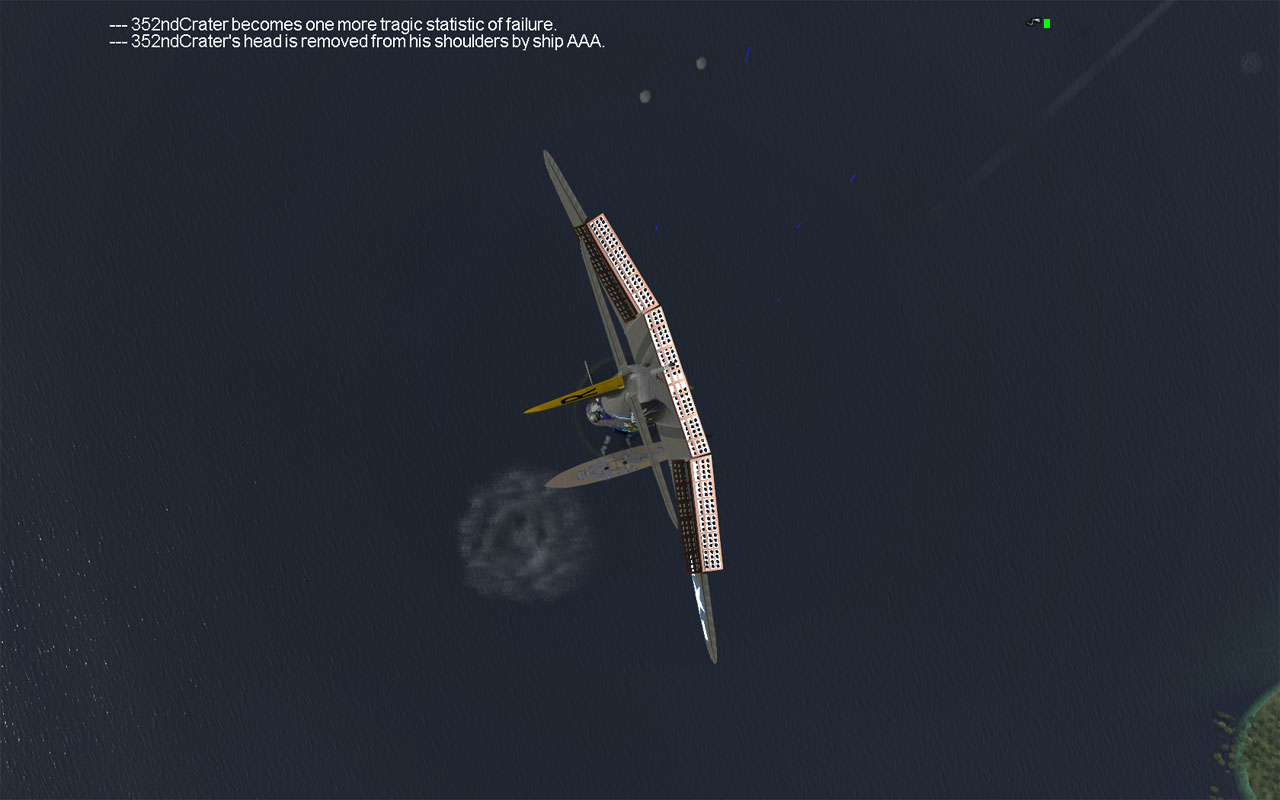 --- 352ndCrater becomes one more tragic statistic of failure.
--- 352ndCrater's head is removed from his shoulders by ship AAA.
R